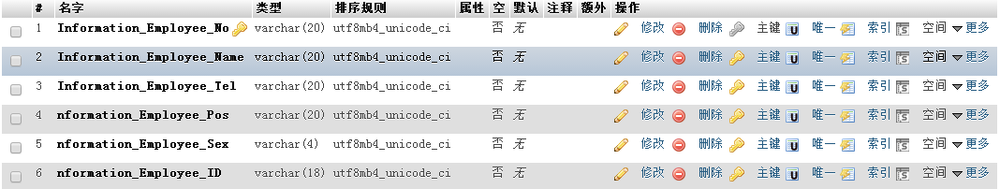 # 名字 类型 排序规则 属性 空 默认 注释 额外 操作
1 Information_Employee_No varchar(20) utf8mb4_unicode_ci 否 无 修改 删除 主键 唯一 索引 空间 更多
2 Information_Employee_Name varchar(20) utf8mb4_unicode_ci 否 无 修改 删除 主键 唯一 索引 空间 更多
3 Information_Employee_Tel varchar(20) utf8mb4_unicode_ci 否 无 修改 删除 主键 唯一 索引 空间 更多
4 nformation_Employee_Pos varchar(20) utf8mb4_unicode_ci 否 无 修改 删除 主键 唯一 索引 空间 更多
5 nformation_Employee_Sex varchar(4) utf8mb4_unicode_ci 否 无 修改 删除 主键 唯一 索引 空间 更多
6 nformation_Employee_ID varchar(18) utf8mb4_unicode_ci 否 无 修改 删除 主键 唯一 索引 空间 更多